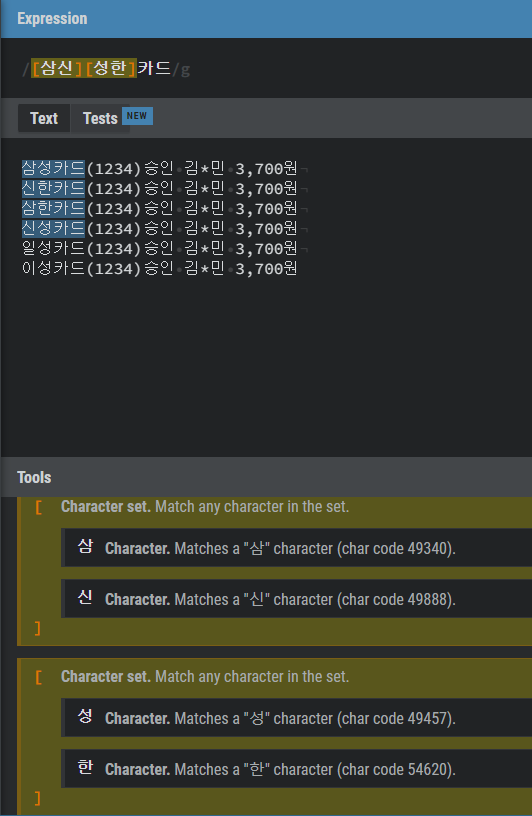 Expression
/[삼신][성한]카드/g
Text Tests NEW
삼성카드(1234)승인 김*민 3,700원
신한카드(1234)승인 김*민 3,700원
삼한카드(1234)승인 김*민 3,700원
신성카드(1234)승인 김*민 3,700원
일성카드(1234)승인 김*민 3,700원
이성카드(1234)승인 김*민 3,700원
Tools
[ Character set. Match any character in the set.
삼 Character. Matches a "삼" character (char code 49340).
신 Character. Matches a "신" character (char code 49888).
]
[ Character set. Match any character in the set.
성 Character. Matches a "성" character (char code 49457).
한 Character. Matches a "한" character (char code 54620).
]